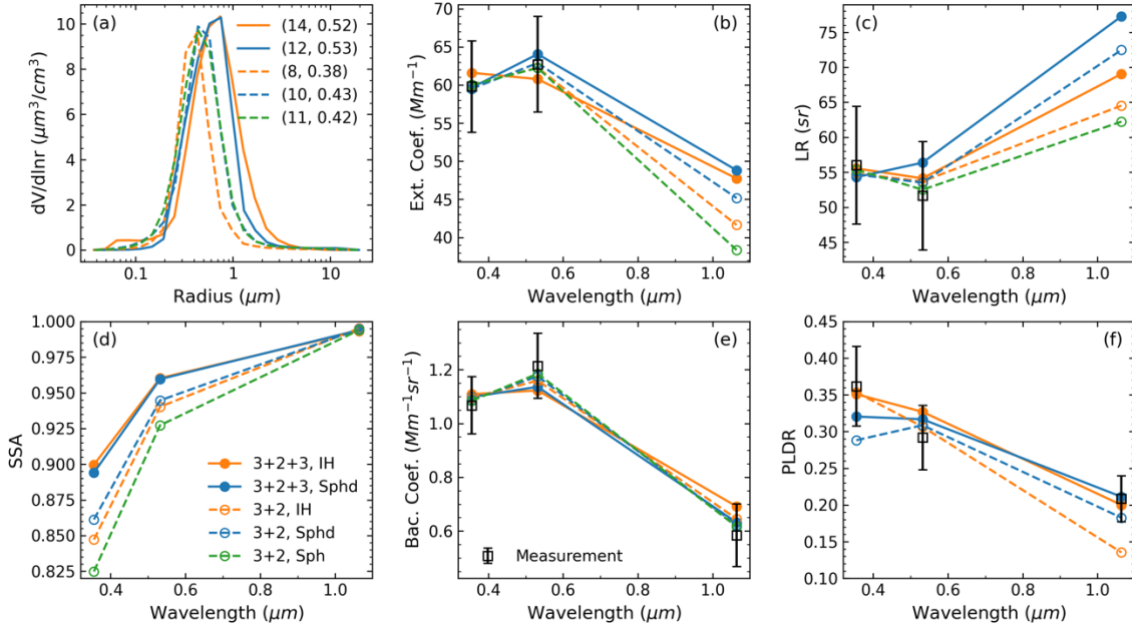 (a)
(14, 0.52)
(12, 0.53)
(8, 0.38)
(10, 0.43)
(11, 0.42)
dV/dlnr (μm³/cm³)
10
8
6
4
2
0
0.1
1
10
Radius (μm)
(b)
Ext. Coef. (Mm⁻¹)
70
65
60
55
50
45
40
0.4
0.6
0.8
1.0
Wavelength (μm)
(c)
LR (sr)
75
70
65
60
55
50
45
0.4
0.6
0.8
1.0
Wavelength (μm)
(d)
SSA
1.000
0.975
0.950
0.925
0.900
0.875
0.850
0.825
3+2+3, IH
3+2+3, Sphd
3+2, IH
3+2, Sphd
3+2, Sph
0.4
0.6
0.8
1.0
Wavelength (μm)
(e)
Bac. Coef. (Mm⁻¹sr⁻¹)
1.2
1.0
0.8
0.6
Measurement
0.4
0.6
0.8
1.0
Wavelength (μm)
(f)
PLDR
0.45
0.40
0.35
0.30
0.25
0.20
0.15
0.10
0.4
0.6
0.8
1.0
Wavelength (μm)